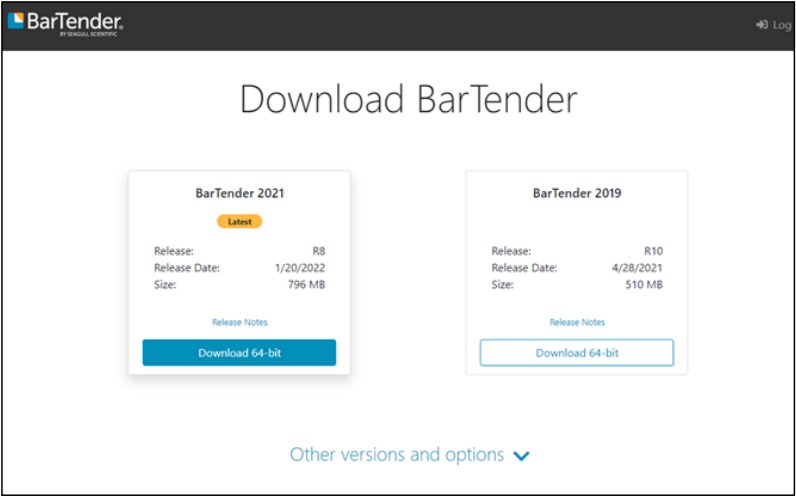 BarTender®
BY SEAGULL SCIENTIFIC
Log
Download BarTender
BarTender 2021
Latest
Release: R8
Release Date: 1/20/2022
Size: 796 MB
Release Notes
Download 64-bit
BarTender 2019
Release: R10
Release Date: 4/28/2021
Size: 510 MB
Release Notes
Download 64-bit
Other versions and options